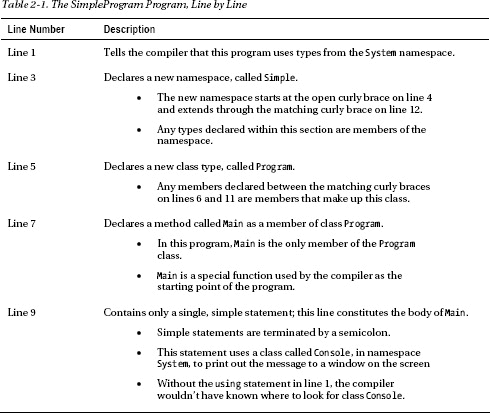 Table 2-1. The SimpleProgram Program, Line by Line
Line Number Description
Line 1 Tells the compiler that this program uses types from the System namespace.
Line 3 Declares a new namespace, called Simple.
• The new namespace starts at the open curly brace on line 4
and extends through the matching curly brace on line 12.
• Any types declared within this section are members of the
namespace.
Line 5 Declares a new class type, called Program.
• Any members declared between the matching curly braces
on lines 6 and 11 are members that make up this class.
Line 7 Declares a method called Main as a member of class Program.
• In this program, Main is the only member of the Program
class.
• Main is a special function used by the compiler as the
starting point of the program.
Line 9 Contains only a single, simple statement; this line constitutes the body of Main.
• Simple statements are terminated by a semicolon.
• This statement uses a class called Console, in namespace
System, to print out the message to a window on the screen
• Without the using statement in line 1, the compiler
wouldn't have known where to look for class Console.